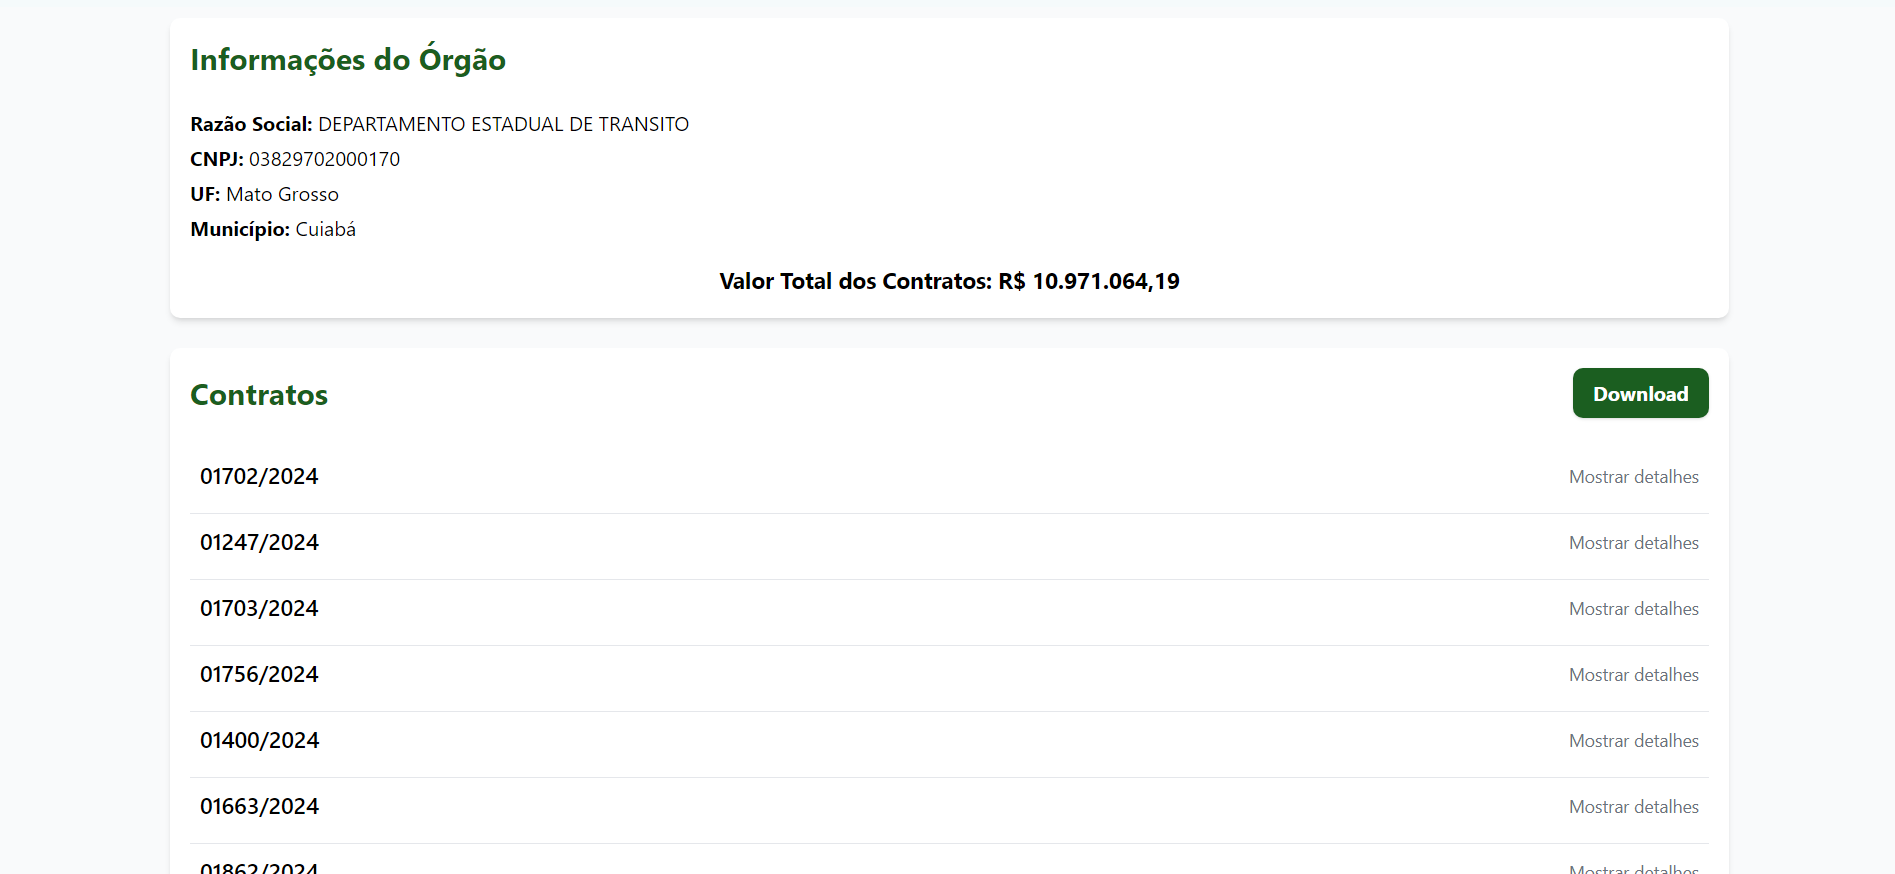 Informações do Órgão
Razão Social: DEPARTAMENTO ESTADUAL DE TRANSITO
CNPJ: 03829702000170
UF: Mato Grosso
Município: Cuiabá
Valor Total dos Contratos: R$ 10.971.064,19
Contratos
Download
01702/2024 Mostrar detalhes
01247/2024 Mostrar detalhes
01703/2024 Mostrar detalhes
01756/2024 Mostrar detalhes
01400/2024 Mostrar detalhes
01663/2024 Mostrar detalhes
01862/2024 Mostrar detalhes